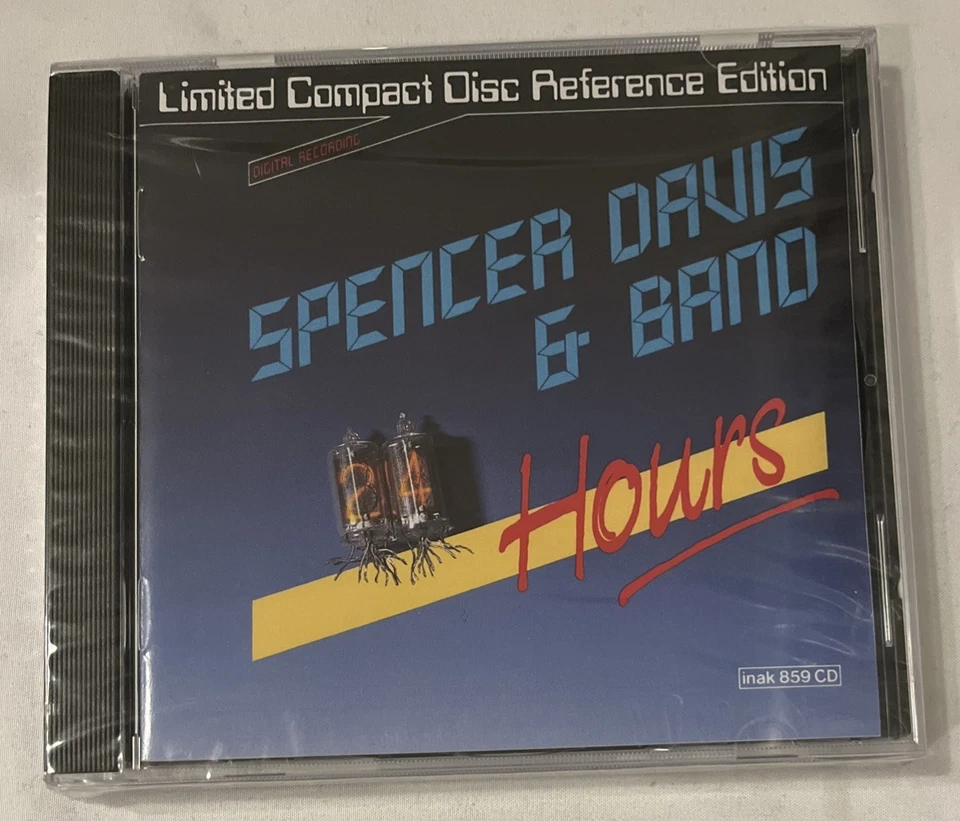 Limited Compact Disc Reference Edition
DIGITAL RECORDING
SPENCER DAVIS
& BAND
24 Hours
inak 859 CD